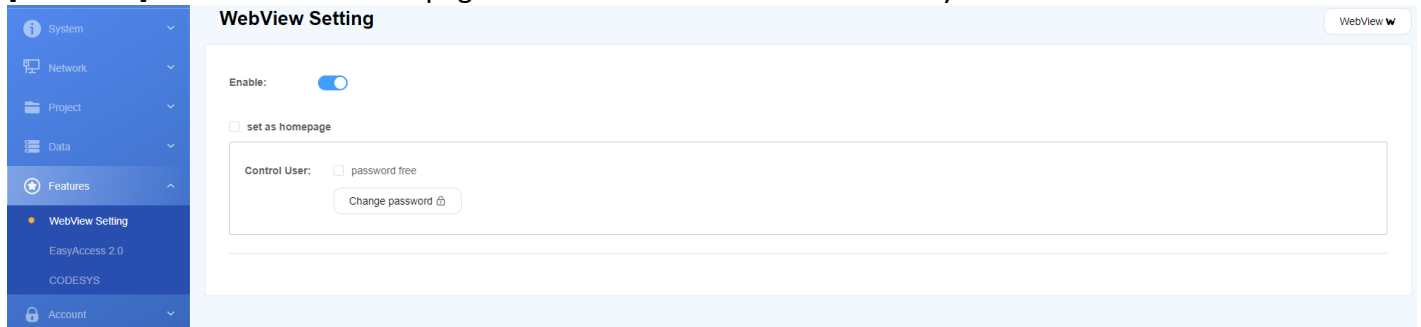 WebView Setting
WebView
System
Network
Project
Data
Features
WebView Setting
EasyAccess 2.0
CODESYS
Account
Enable:
set as homepage
Control User:
password free
Change password